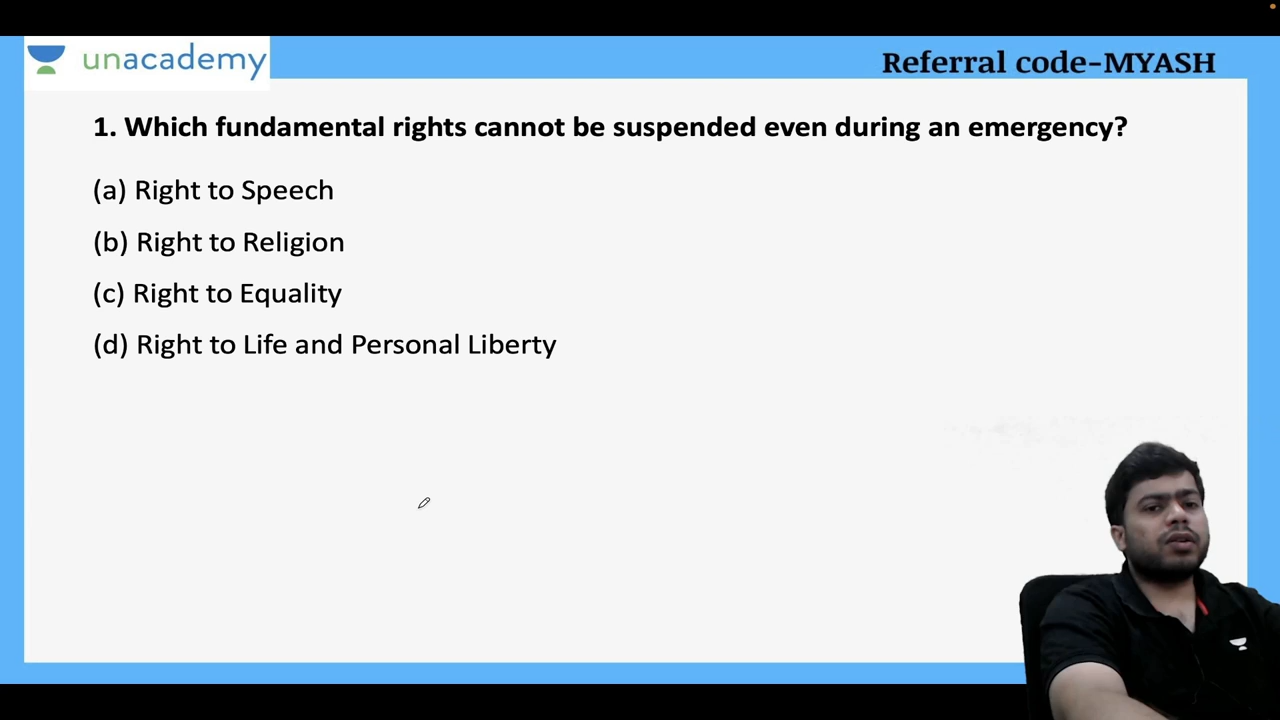 unacademy
Referral code-MYASH
1. Which fundamental rights cannot be suspended even during an emergency?
(a) Right to Speech
(b) Right to Religion
(c) Right to Equality
(d) Right to Life and Personal Liberty